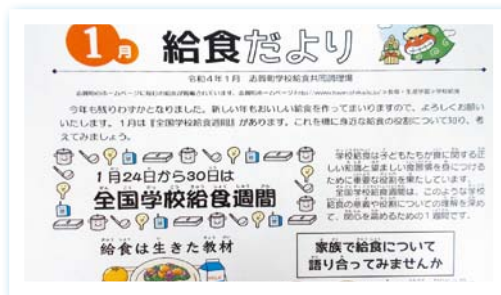 1月 給食だより
令和4年1月 志賀町学校給食共同調理場
今年も残りわずかとなりました。新しい年もおいしい給食を作ってまいりますので、よろしくお願い
いたします。1月は『全国学校給食週間』があります。これを機に身近な給食の役割について知り、考
えてみましょう。
1月24日から30日は
全国学校給食週間
学校給食は子どもたちが食に関する正
しい知識と望ましい食習慣を身につける
ために重要な役割を果たしています。
全国学校給食週間は、このような学校
給食の意義や役割についての理解を深め
て、関心を高めるための1週間です。
給食は生きた教材
家族で給食について
語り合ってみませんか